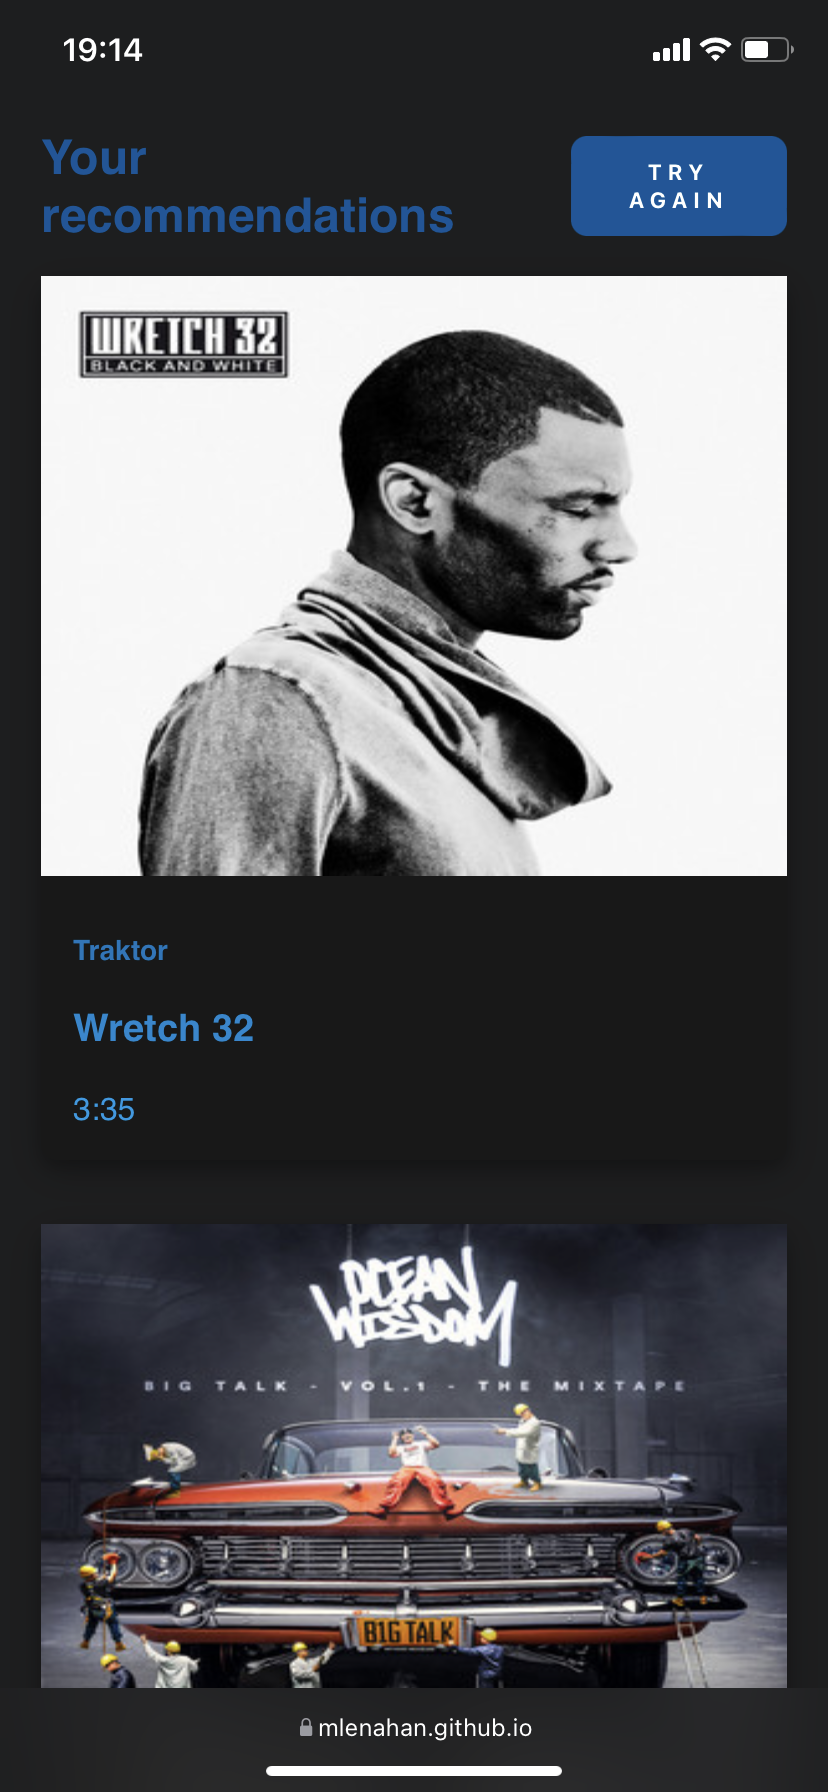 19:14
Your
recommendations
TRY
AGAIN
WRETCH 32
BLACK AND WHITE
Traktor
Wretch 32
3:35
OCEAN
WISDOM
BIG TALK - VOL.1 - THE MIXTAPE
B1G TALK
mlenahan.github.io